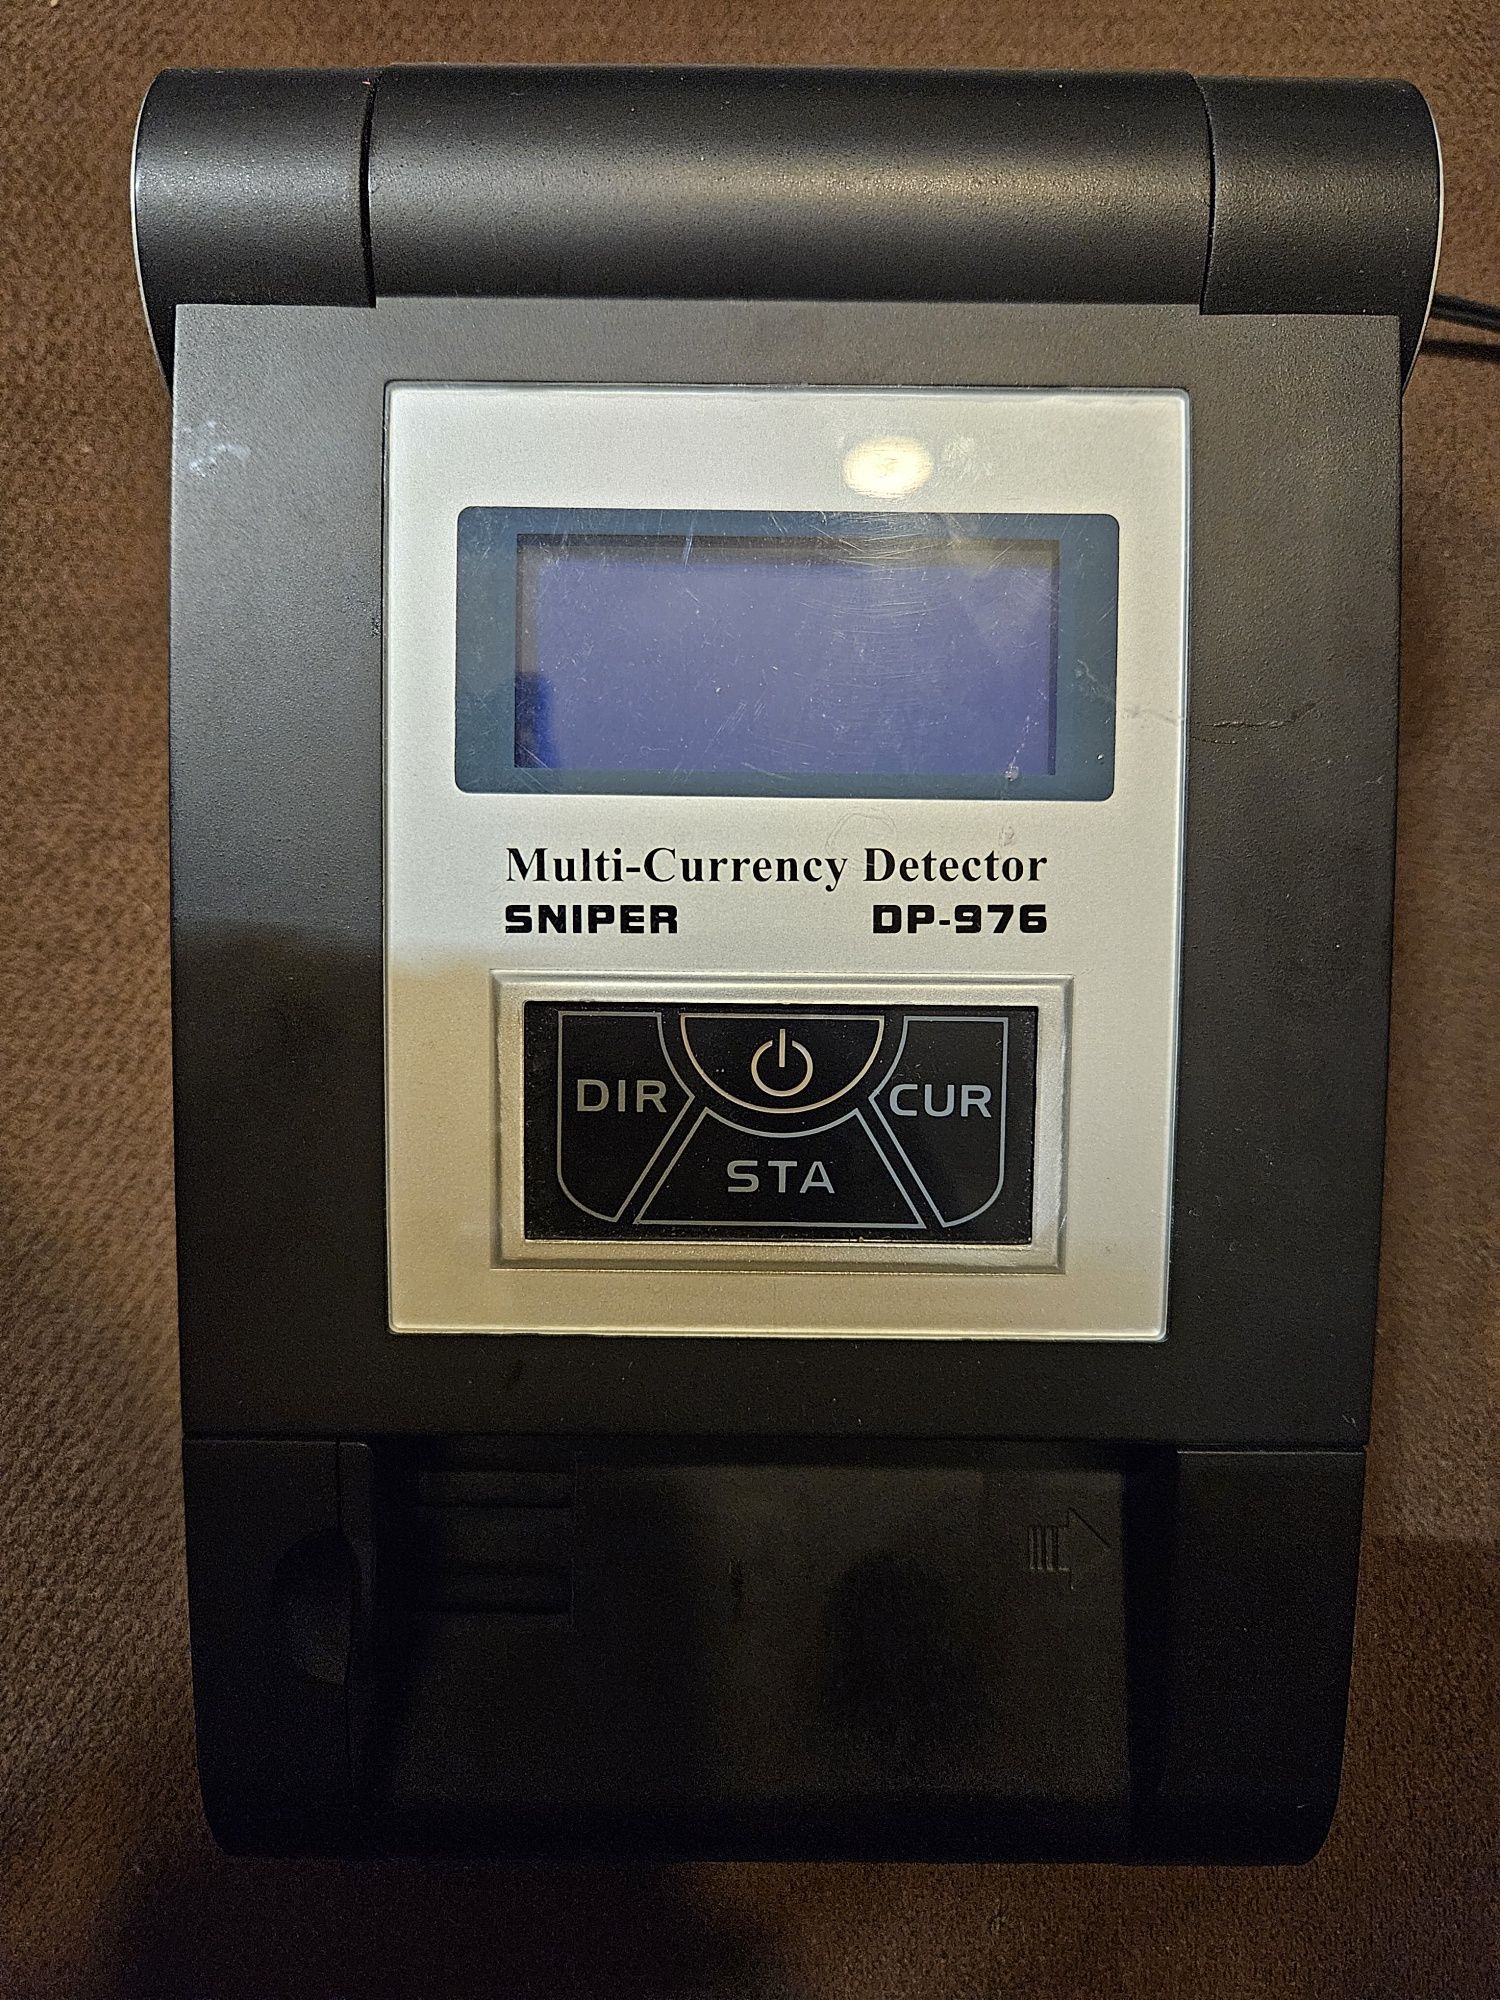 Multi-Currency Detector
SNIPER DP-976
DIR CUR
STA